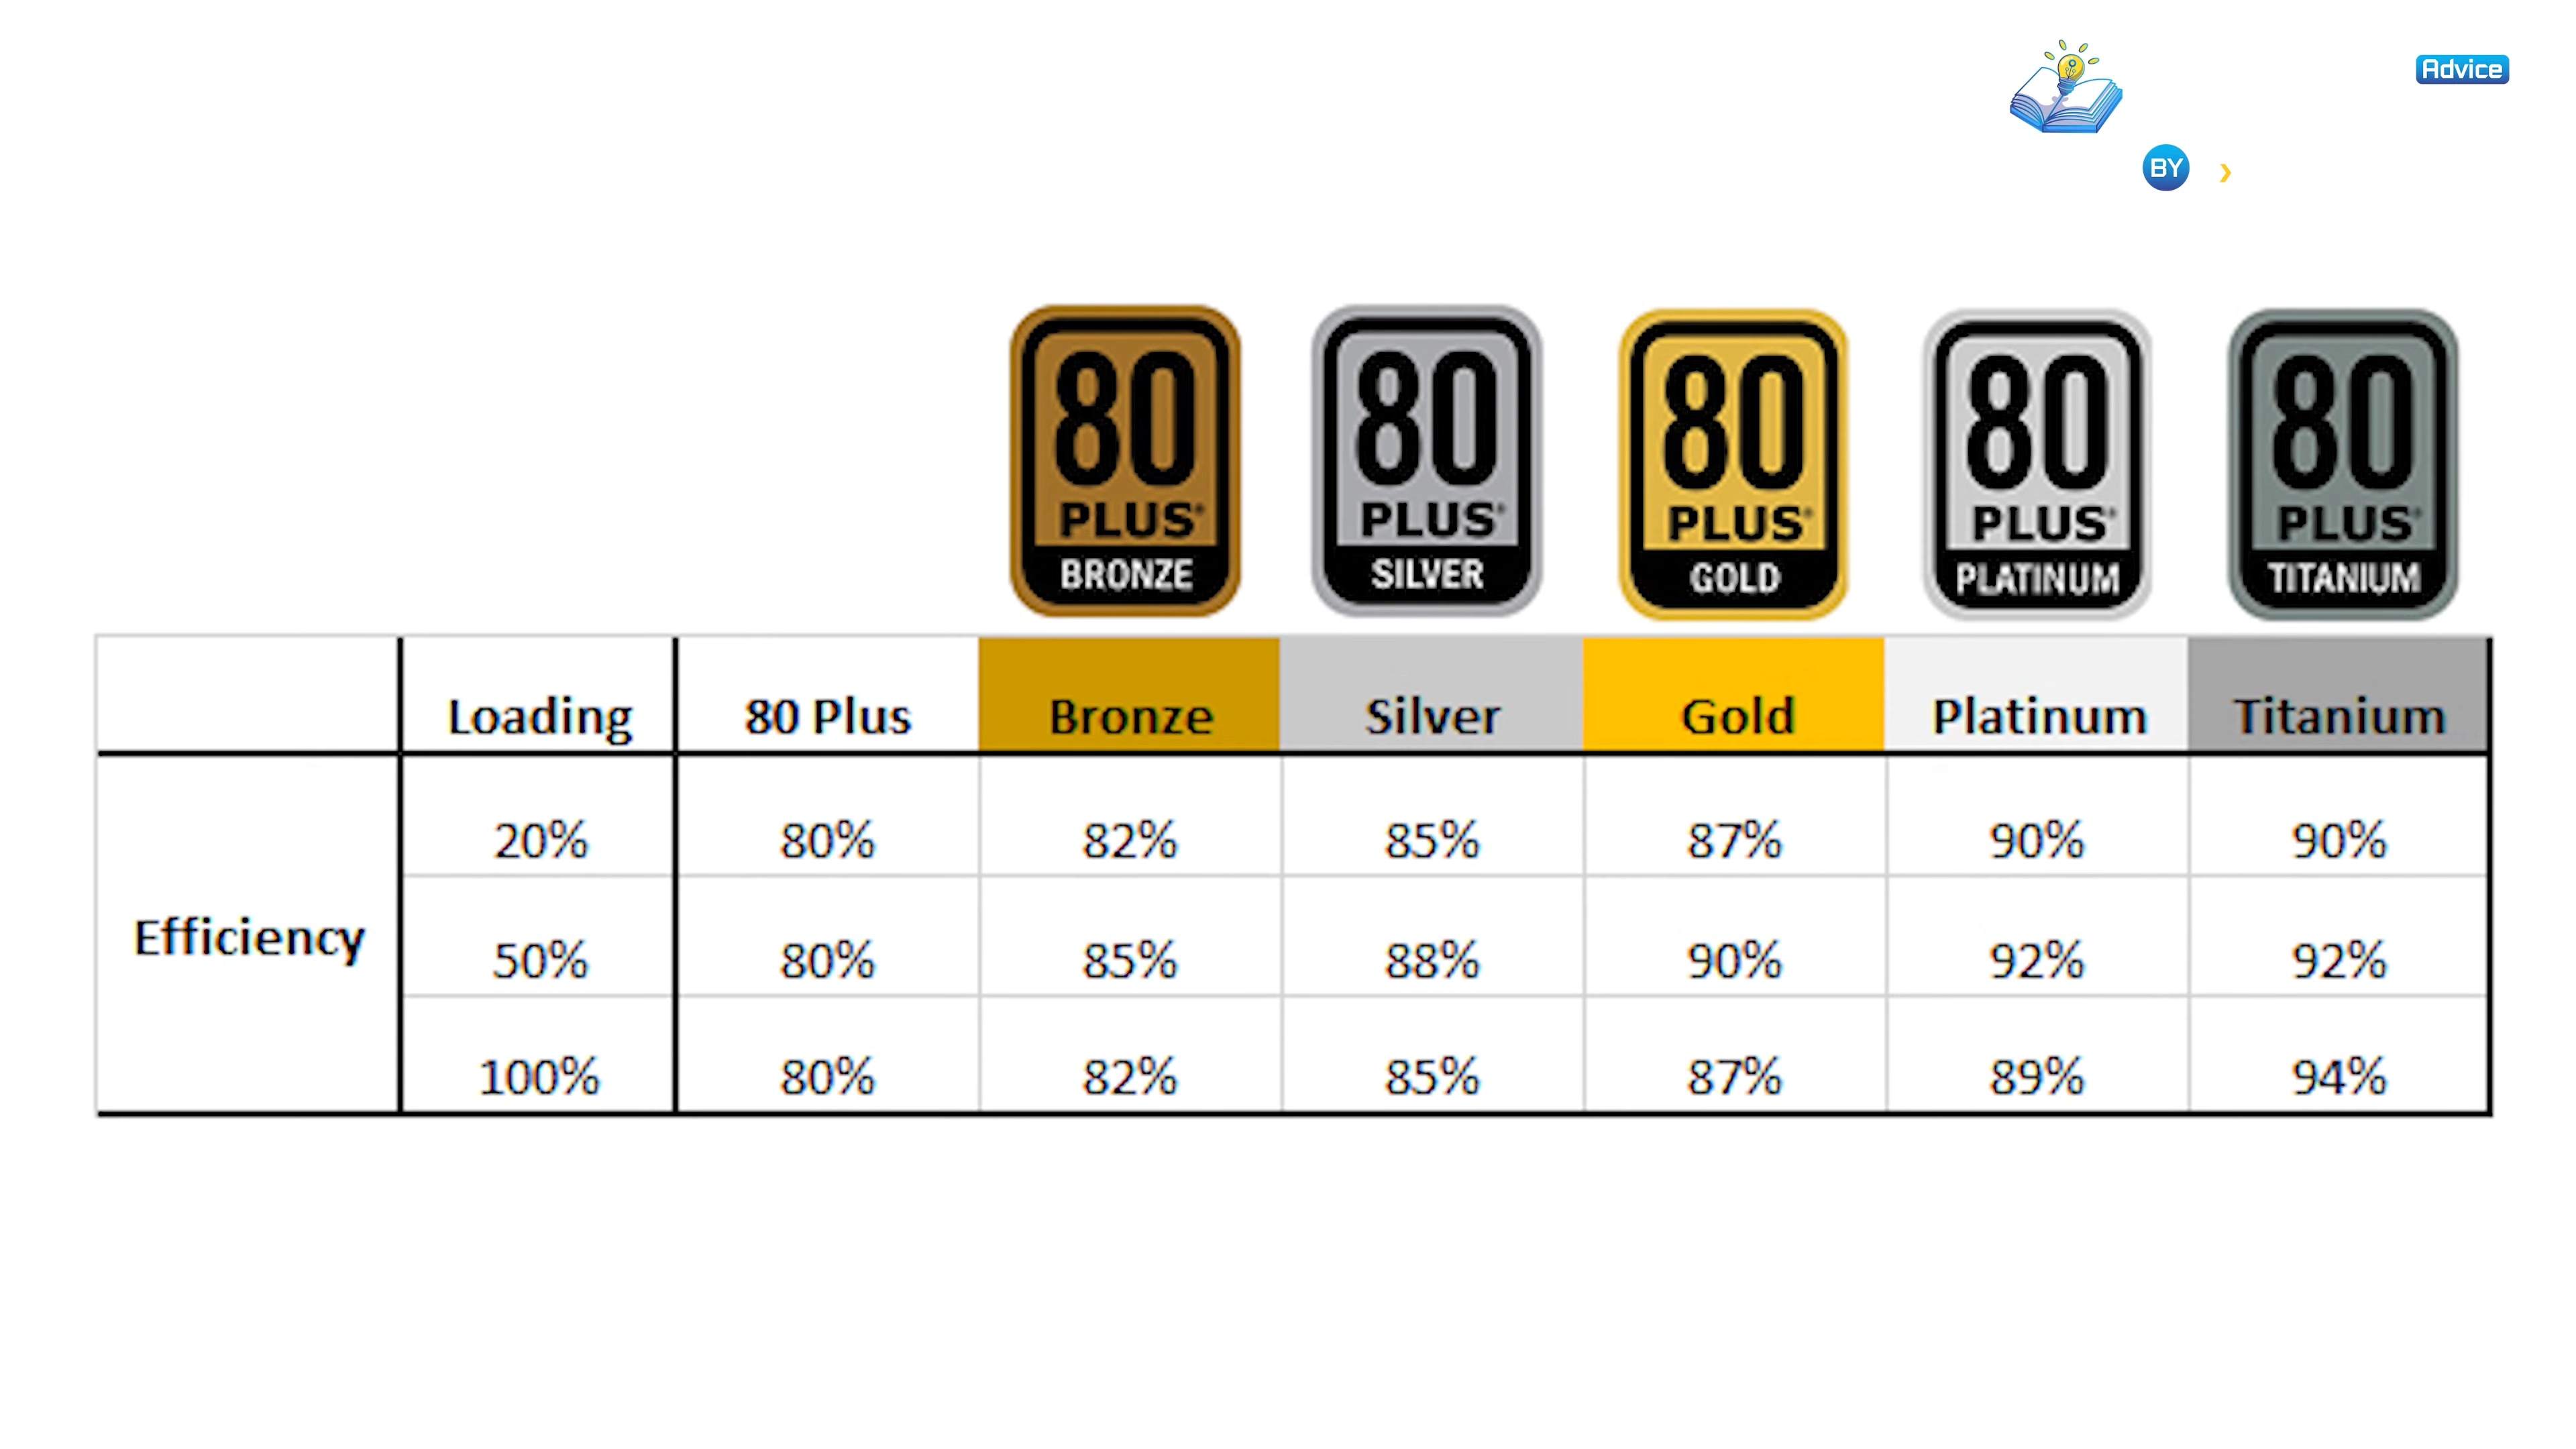 Advice
BY
80 80 80 80 80
PLUS® PLUS® PLUS® PLUS® PLUS®
BRONZE SILVER GOLD PLATINUM TITANIUM
Loading 80 Plus Bronze Silver Gold Platinum Titanium
20% 80% 82% 85% 87% 90% 90%
Efficiency
50% 80% 85% 88% 90% 92% 92%
100% 80% 82% 85% 87% 89% 94%